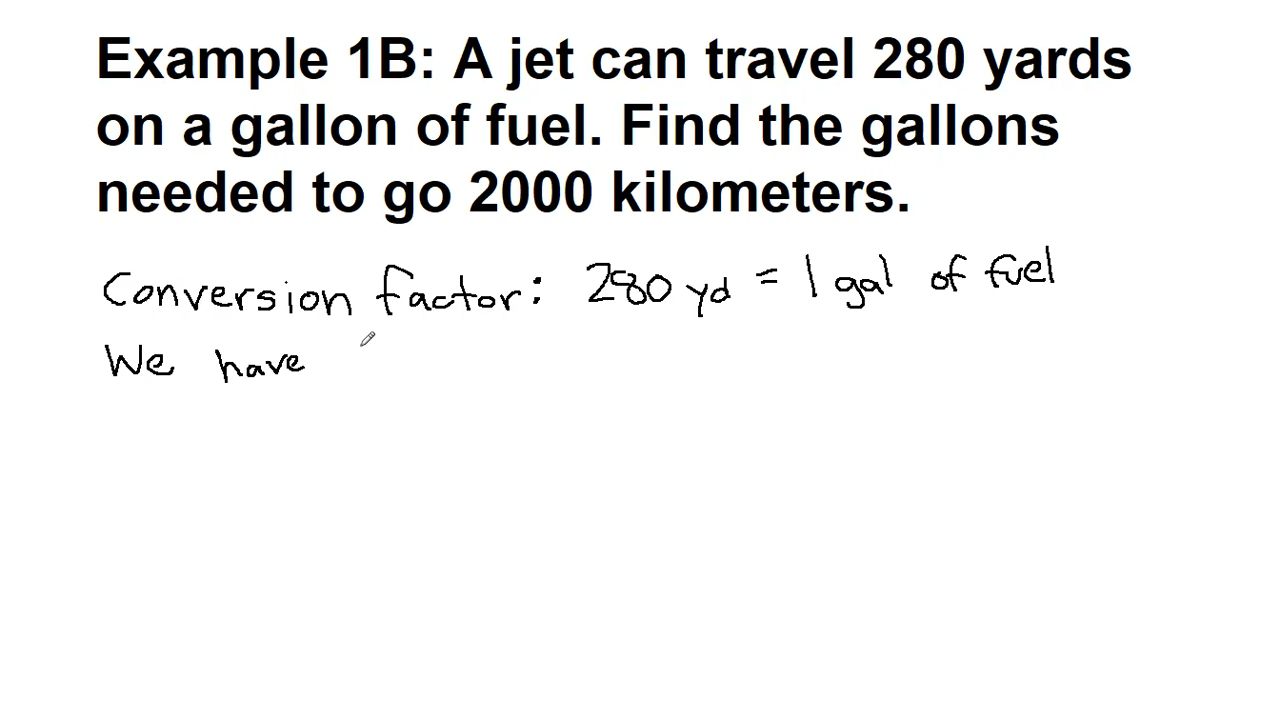 Example 1B: A jet can travel 280 yards
on a gallon of fuel. Find the gallons
needed to go 2000 kilometers.
Conversion factor: 280 yd = 1 gal of fuel
We have